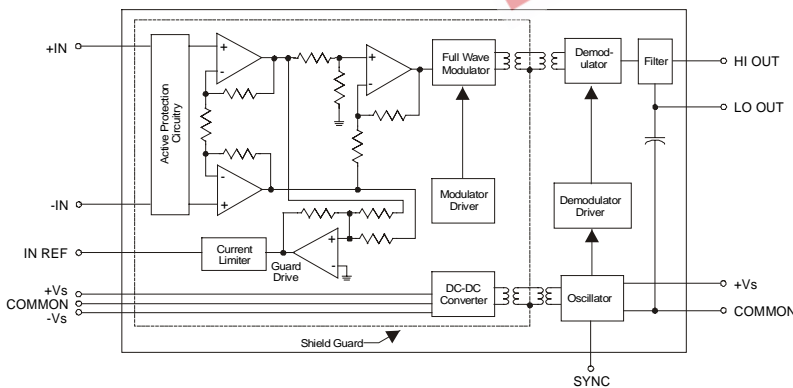 +IN
Active Protection
Circuitry
+
-
-
+
+
-
Full Wave
Modulator
Demod-
ulator
Filter
HI OUT
LO OUT
-IN
Modulator
Driver
Demodulator
Driver
IN REF
Current
Limiter
Guard
Drive
+
-
+Vs
COMMON
-Vs
DC-DC
Converter
Oscillator
+Vs
COMMON
Shield Guard
SYNC